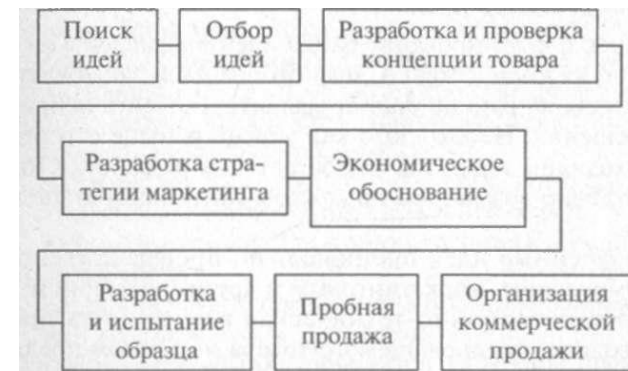 Поиск
идей
Отбор
идей
Разработка и проверка
концепции товара
Разработка стра-
тегии маркетинга
Экономическое
обоснование
Разработка
и испытание
образца
Пробная
продажа
Организация
коммерческой
продажи